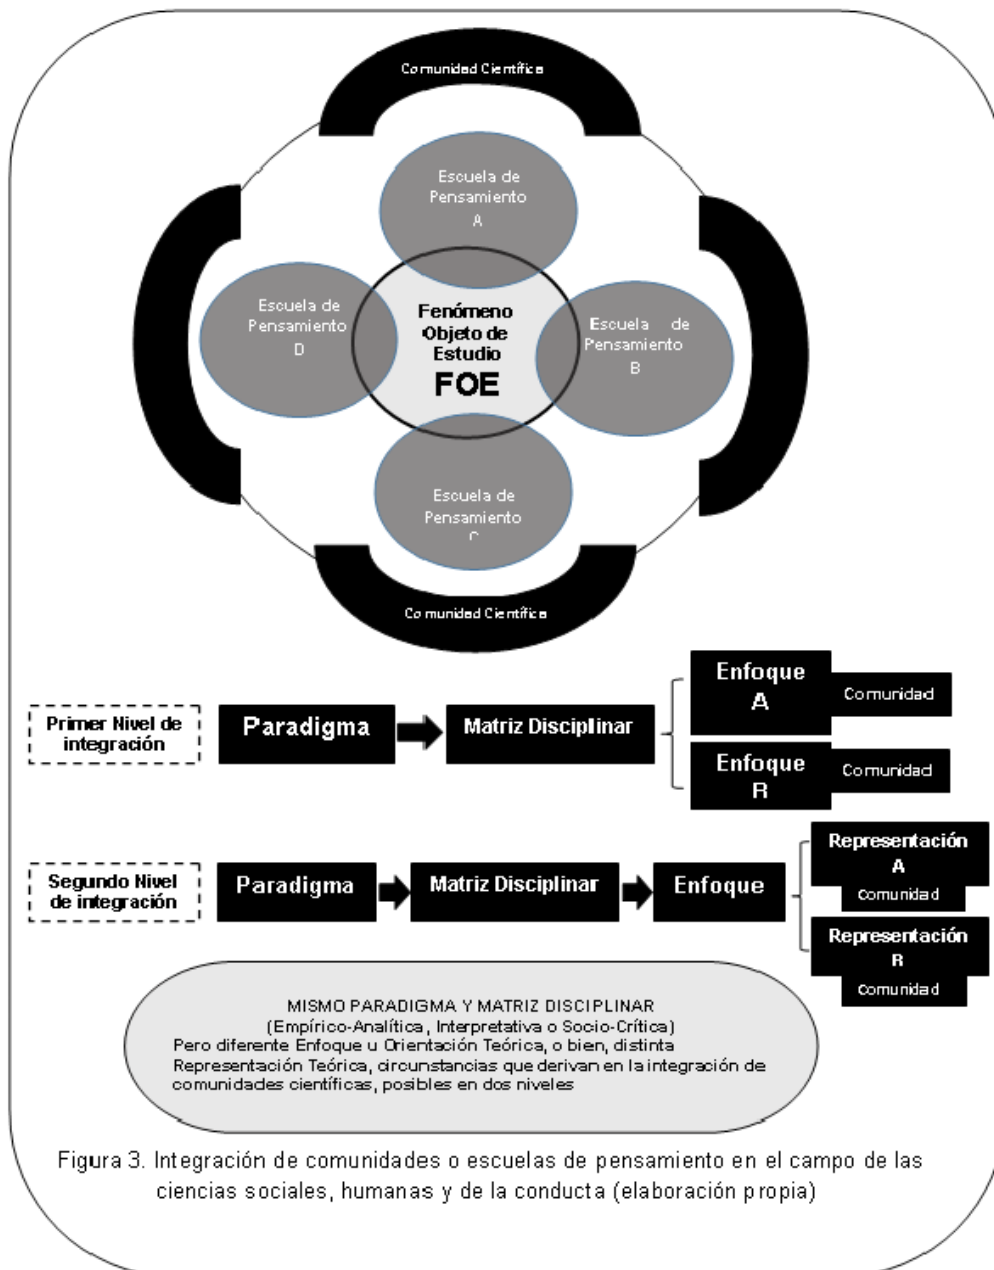 Comunidad Científica
Escuela de
Pensamiento
A
Escuela de
Pensamiento
D
Fenómeno
Objeto de
Estudio
FOE
Escuela de
Pensamiento
B
Escuela de
Pensamiento
C
Comunidad Científica
Primer Nivel de
integración
Paradigma
Matriz Disciplinar
Enfoque
A
Comunidad
Enfoque
B
Comunidad
Segundo Nivel
de integración
Paradigma
Matriz Disciplinar
Enfoque
Representación
A
Comunidad
Representación
B
Comunidad
MISMO PARADIGMA Y MATRIZ DISCIPLINAR
(Empírico-Analítica, Interpretativa o Socio-Crítica)
Pero diferente Enfoque u Orientación Teórica, o bien, distinta
Representación Teórica, circunstancias que derivan en la integración de
comunidades científicas, posibles en dos niveles
Figura 3. Integración de comunidades o escuelas de pensamiento en el campo de las
ciencias sociales, humanas y de la conducta (elaboración propia)